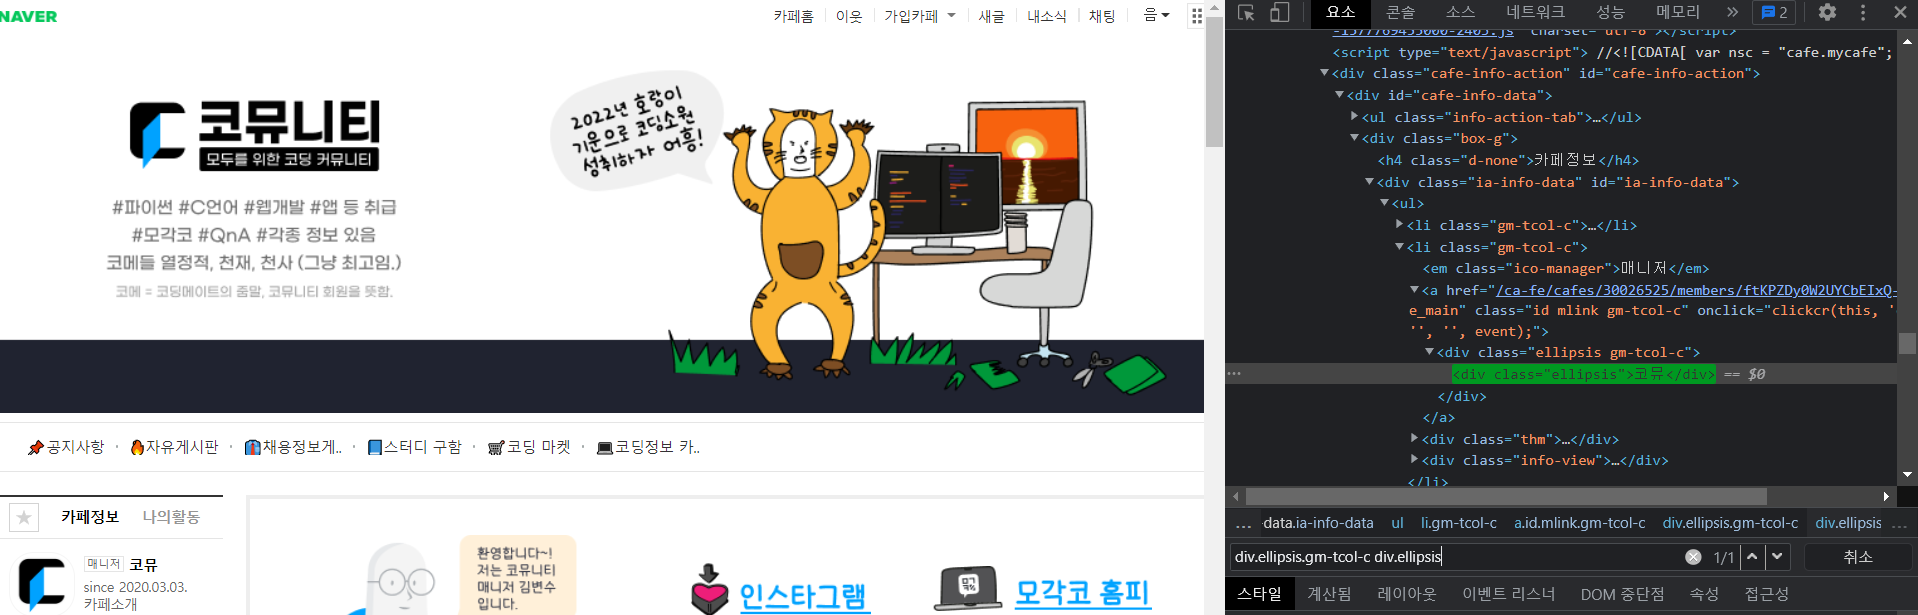 NAVER
카페홈 이웃 가입카페 새글 내소식 채팅 음
코뮤니티
모두를 위한 코딩 커뮤니티
#파이썬 #C언어 #웹개발 #앱 등 취급
#모각코 #QnA #각종 정보 있음
코메들 열정적, 천재, 천사 (그냥 최고임.)
코메 = 코딩메이트의 줄말, 코뮤니티 회원을 뜻함.
2022년 호랑이
기운으로 코딩소원
성취하자 어흥!
공지사항 · 자유게시판 · 채용정보게.. · 스터디 구함 · 코딩 마켓 · 코딩정보 카..
카페정보 나의활동
매니저 코뮤
since 2020.03.03.
카페소개
환영합니다~!
저는 코뮤니티
매니저 김변수
입니다.
인스타그램
모각코 홈피
요소 콘솔 소스 네트워크 성능 메모리 » 2
-1577769455000-2405.js" charset="utf-8"></script>
<script type="text/javascript"> //<![CDATA[ var nsc = "cafe.mycafe";
<div class="cafe-info-action" id="cafe-info-action">
<div id="cafe-info-data">
<ul class="info-action-tab">…</ul>
<div class="box-g">
<h4 class="d-none">카페정보</h4>
<div class="ia-info-data" id="ia-info-data">
<ul>
<li class="gm-tcol-c">…</li>
<li class="gm-tcol-c">
<em class="ico-manager">매니저</em>
<a href="/ca-fe/cafes/30026525/members/ftKPZDy0W2UYCbEIxQ-
e_main" class="id mlink gm-tcol-c" onclick="clickcr(this, '
'', '', event);">
<div class="ellipsis gm-tcol-c">
<div class="ellipsis">코뮤</div> == $0
</div>
</a>
<div class="thm">…</div>
<div class="info-view">…</div>
</li>
… -data.ia-info-data ul li.gm-tcol-c a.id.mlink.gm-tcol-c div.ellipsis.gm-tcol-c div.ellipsis …
div.ellipsis.gm-tcol-c div.ellipsis 1/1 취소
스타일 계산됨 레이아웃 이벤트 리스너 DOM 중단점 속성 접근성